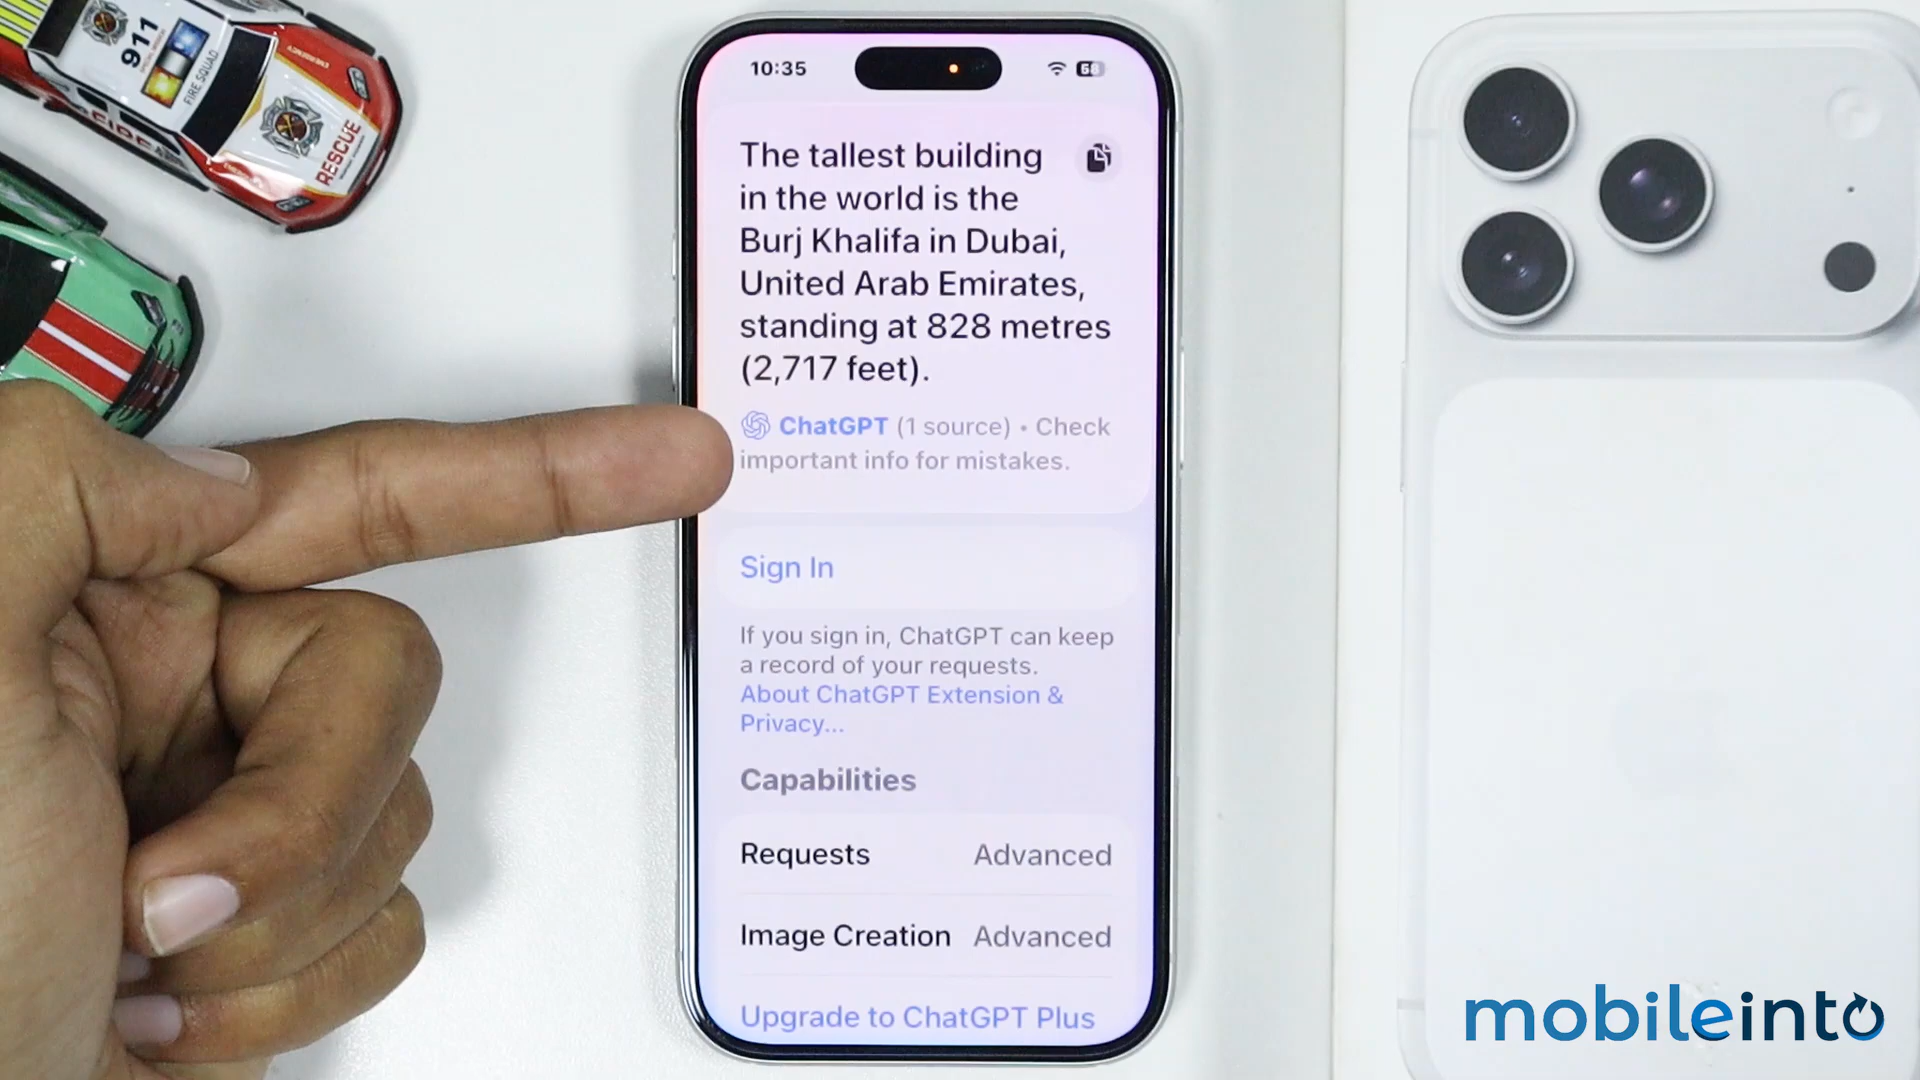 911
FIRE SQUAD
EMERGENCY
RESCUE
FIRE
10:35
58
The tallest building
in the world is the
Burj Khalifa in Dubai,
United Arab Emirates,
standing at 828 metres
(2,717 feet).
ChatGPT (1 source) • Check
important info for mistakes.
Sign In
If you sign in, ChatGPT can keep
a record of your requests.
About ChatGPT Extension &
Privacy...
Capabilities
Requests Advanced
Image Creation Advanced
Upgrade to ChatGPT Plus
mobileinto